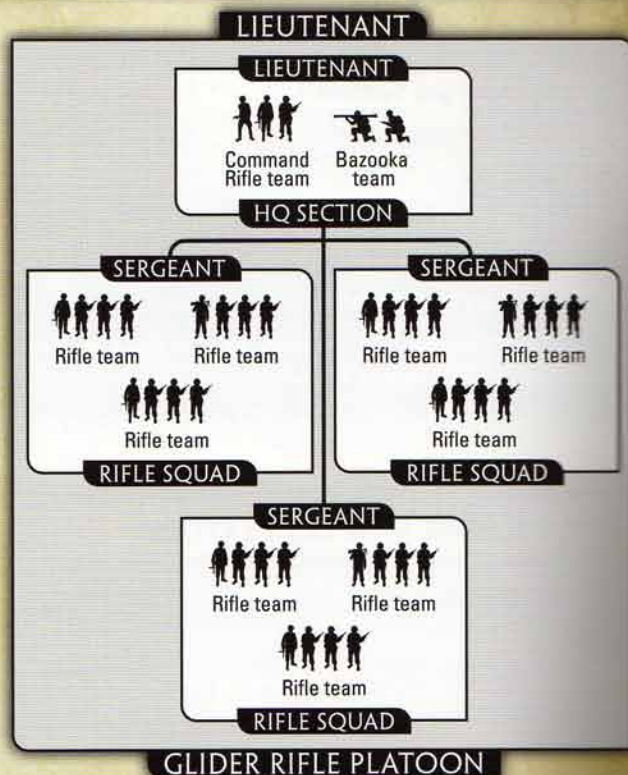 LIEUTENANT
LIEUTENANT
Command
Rifle team
Bazooka
team
HQ SECTION
SERGEANT
Rifle team
Rifle team
Rifle team
RIFLE SQUAD
SERGEANT
Rifle team
Rifle team
Rifle team
RIFLE SQUAD
SERGEANT
Rifle team
Rifle team
Rifle team
RIFLE SQUAD
GLIDER RIFLE PLATOON